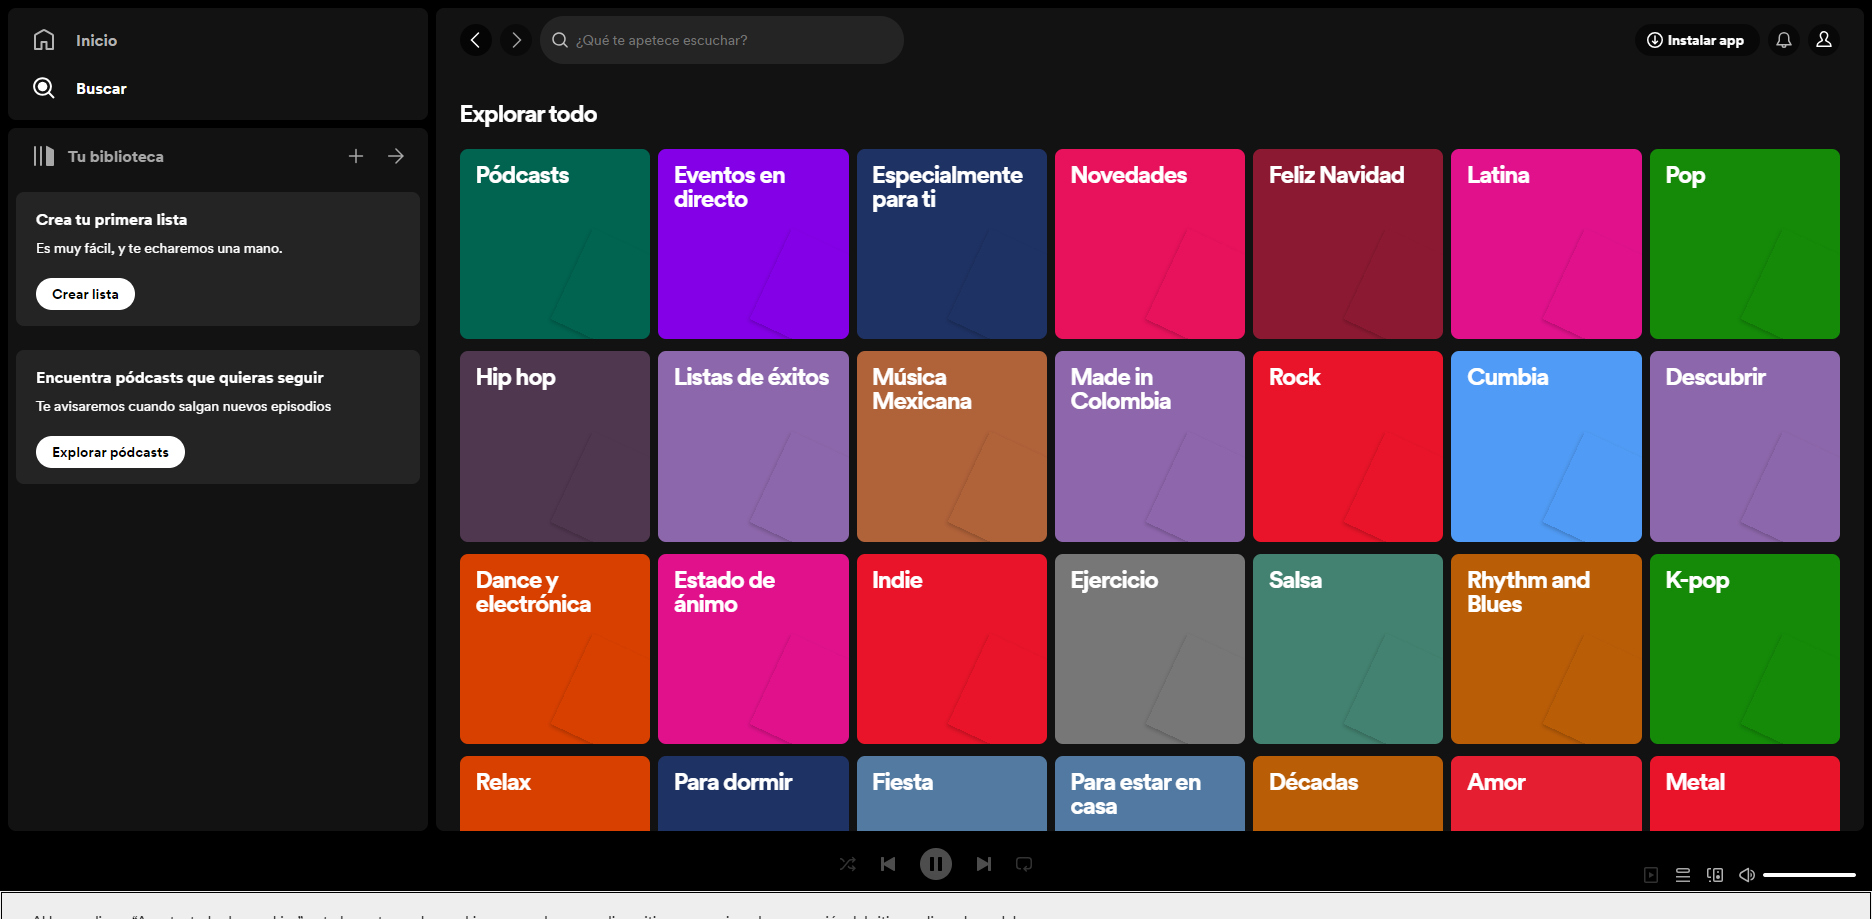 Inicio
Buscar
Tu biblioteca
Crea tu primera lista
Es muy fácil, y te echaremos una mano.
Crear lista
Encuentra pódcasts que quieras seguir
Te avisaremos cuando salgan nuevos episodios
Explorar pódcasts
¿Qué te apetece escuchar?
Instalar app
Explorar todo
Pódcasts
Eventos en
directo
Especialmente
para ti
Novedades
Feliz Navidad
Latina
Pop
Hip hop
Listas de éxitos
Música
Mexicana
Made in
Colombia
Rock
Cumbia
Descubrir
Dance y
electrónica
Estado de
ánimo
Indie
Ejercicio
Salsa
Rhythm and
Blues
K-pop
Relax
Para dormir
Fiesta
Para estar en
casa
Décadas
Amor
Metal